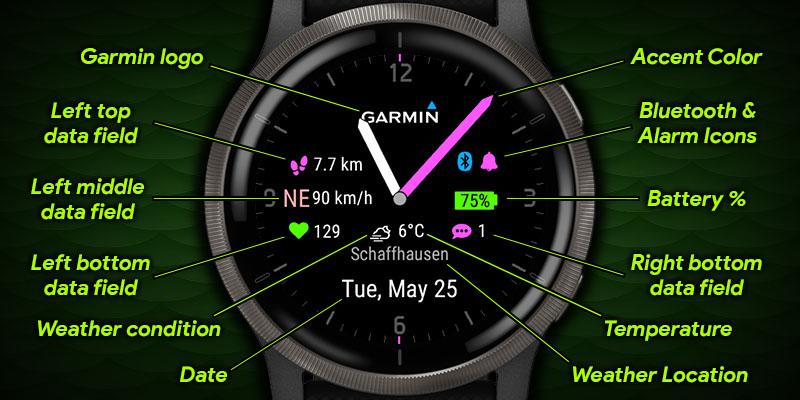 Garmin logo
Accent Color
12
GARMIN
Left top
data field
Bluetooth &
Alarm Icons
7.7 km
Left middle
data field
9
NE 90 km/h
75%
3
Battery %
129
6°C
1
Schaffhausen
Left bottom
data field
Right bottom
data field
Tue, May 25
Weather condition
6
Temperature
Date
Weather Location